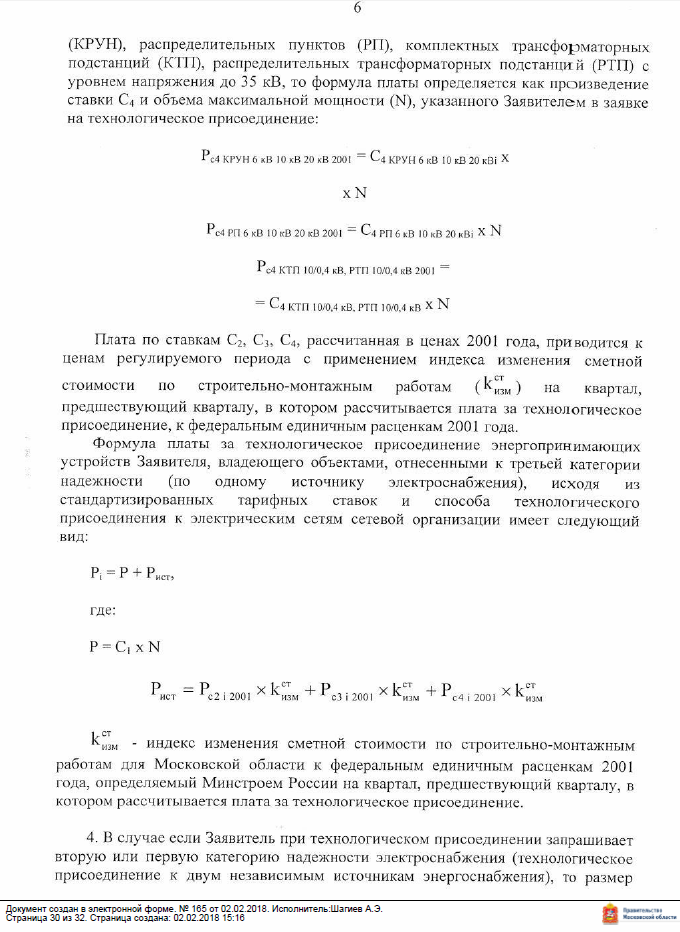 6
(КРУН), распределительных пунктов (РП), комплектных трансформаторных
подстанций (КТП), распределительных трансформаторных подстанций (РТП) с
уровнем напряжения до 35 кВ, то формула платы определяется как произведение
ставки С₄ и объема максимальной мощности (N), указанного Заявителем в заявке
на технологическое присоединение:
Рс4 КРУН 6 кВ 10 кВ 20 кВ 2001 = С4 КРУН 6 кВ 10 кВ 20 кВi х
х N
Рс4 РП 6 кВ 10 кВ 20 кВ 2001 = С4 РП 6 кВ 10 кВ 20 кВi х N
Рс4 КТП 10/0,4 кВ, РТП 10/0,4 кВ 2001 =
= С4 КТП 10/0,4 кВ, РТП 10/0,4 кВ х N
Плата по ставкам С₂, С₃, С₄, рассчитанная в ценах 2001 года, приводится к
ценам регулируемого периода с применением индекса изменения сметной
стоимости по строительно-монтажным работам (k ст изм) на квартал,
предшествующий кварталу, в котором рассчитывается плата за технологическое
присоединение, к федеральным единичным расценкам 2001 года.
Формула платы за технологическое присоединение энергопринимающих
устройств Заявителя, владеющего объектами, отнесенными к третьей категории
надежности (по одному источнику электроснабжения), исходя из
стандартизированных тарифных ставок и способа технологического
присоединения к электрическим сетям сетевой организации имеет следующий
вид:
Рi = Р + Рист,
где:
Р = С₁ х N
Рист = Рс2 i 2001 × k ст изм + Рс3 i 2001 × k ст изм + Рс4 i 2001 × k ст изм
k ст изм - индекс изменения сметной стоимости по строительно-монтажным
работам для Московской области к федеральным единичным расценкам 2001
года, определяемый Минстроем России на квартал, предшествующий кварталу, в
котором рассчитывается плата за технологическое присоединение.
4. В случае если Заявитель при технологическом присоединении запрашивает
вторую или первую категорию надежности электроснабжения (технологическое
присоединение к двум независимым источникам энергоснабжения), то размер
Документ создан в электронной форме. № 165 от 02.02.2018. Исполнитель:Шагиев А.Э.
Страница 30 из 32. Страница создана: 02.02.2018 15:16
Правительство
Московской области